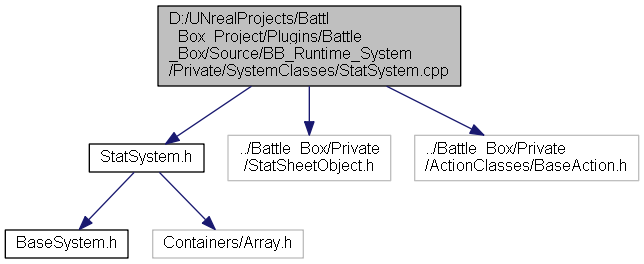 D:/UNrealProjects/Battl
_Box_Project/Plugins/Battle
_Box/Source/BB_Runtime_System
/Private/SystemClasses/StatSystem.cpp
StatSystem.h
../Battle_Box/Private
/StatSheetObject.h
../Battle_Box/Private
/ActionClasses/BaseAction.h
BaseSystem.h
Containers/Array.h